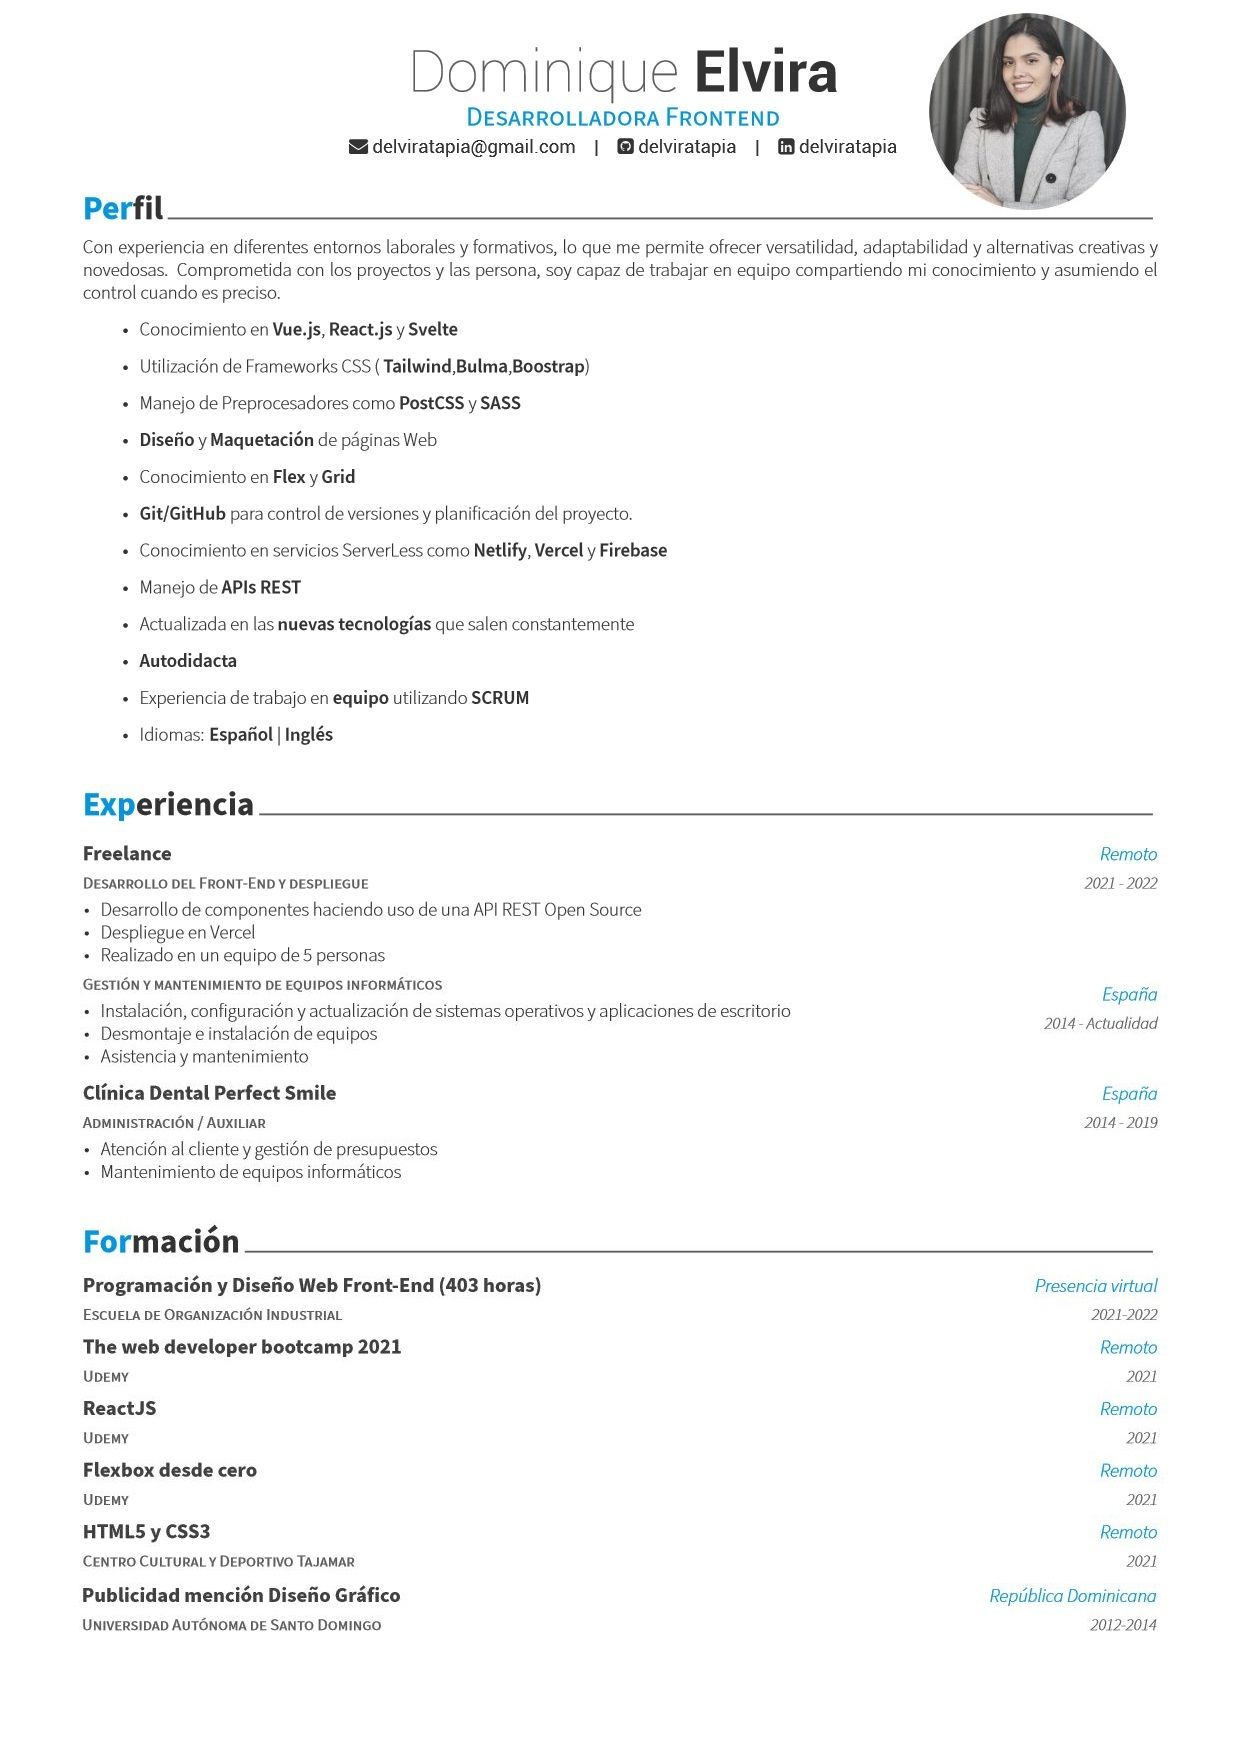 Dominique Elvira
Desarrolladora Frontend
delviratapia@gmail.com | delviratapia | delviratapia
Perfil
Con experiencia en diferentes entornos laborales y formativos, lo que me permite ofrecer versatilidad, adaptabilidad y alternativas creativas y
novedosas. Comprometida con los proyectos y las persona, soy capaz de trabajar en equipo compartiendo mi conocimiento y asumiendo el
control cuando es preciso.
• Conocimiento en Vue.js, React.js y Svelte
• Utilización de Frameworks CSS ( Tailwind,Bulma,Boostrap)
• Manejo de Preprocesadores como PostCSS y SASS
• Diseño y Maquetación de páginas Web
• Conocimiento en Flex y Grid
• Git/GitHub para control de versiones y planificación del proyecto.
• Conocimiento en servicios ServerLess como Netlify, Vercel y Firebase
• Manejo de APIs REST
• Actualizada en las nuevas tecnologías que salen constantemente
• Autodidacta
• Experiencia de trabajo en equipo utilizando SCRUM
• Idiomas: Español | Inglés
Experiencia
Freelance Remoto
Desarrollo del Front-End y despliegue 2021 - 2022
• Desarrollo de componentes haciendo uso de una API REST Open Source
• Despliegue en Vercel
• Realizado en un equipo de 5 personas
Gestión y mantenimiento de equipos informáticos
España
• Instalación, configuración y actualización de sistemas operativos y aplicaciones de escritorio
2014 - Actualidad
• Desmontaje e instalación de equipos
• Asistencia y mantenimiento
Clínica Dental Perfect Smile España
Administración / Auxiliar 2014 - 2019
• Atención al cliente y gestión de presupuestos
• Mantenimiento de equipos informáticos
Formación
Programación y Diseño Web Front-End (403 horas) Presencia virtual
Escuela de Organización Industrial 2021-2022
The web developer bootcamp 2021 Remoto
Udemy 2021
ReactJS Remoto
Udemy 2021
Flexbox desde cero Remoto
Udemy 2021
HTML5 y CSS3 Remoto
Centro Cultural y Deportivo Tajamar 2021
Publicidad mención Diseño Gráfico República Dominicana
Universidad Autónoma de Santo Domingo 2012-2014